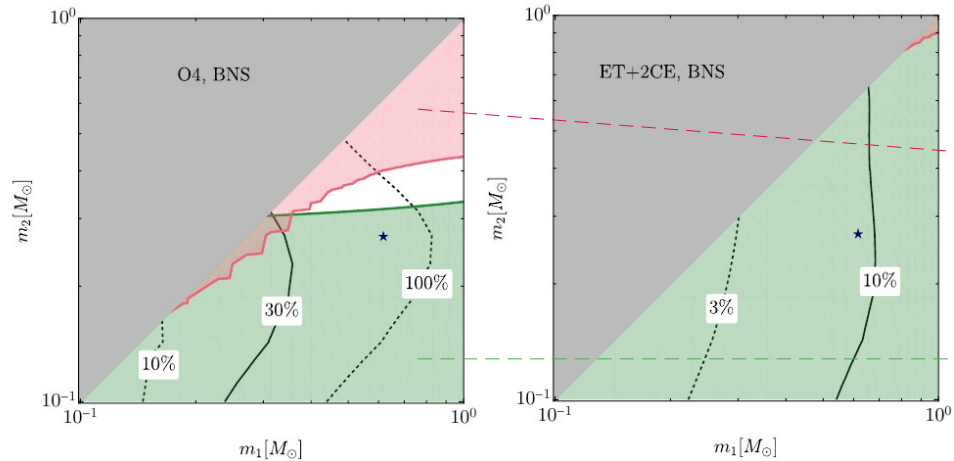 10^0
O4, BNS
m_2[M_⊙]
10%
30%
100%
10^{-1}
10^{-1}
10^0
m_1[M_⊙]
10^0
ET+2CE, BNS
m_2[M_⊙]
3%
10%
10^{-1}
10^{-1}
10^0
m_1[M_⊙]